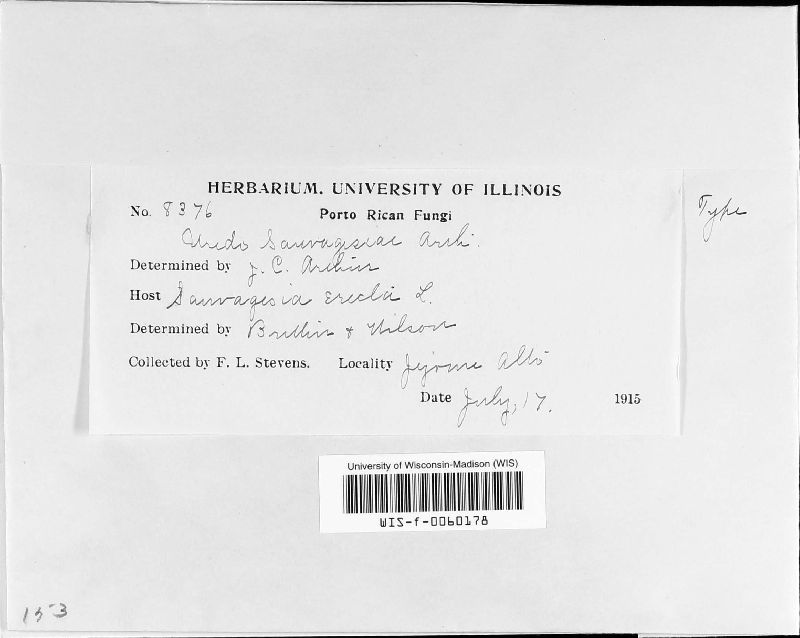 HERBARIUM. UNIVERSITY OF ILLINOIS
No. 8376 Porto Rican Fungi
Type
Uredo Sauvagesiae Arth.
Determined by J. C. Arthur
Host Sauvagesia erecta L.
Determined by Britton & Wilson
Collected by F. L. Stevens. Locality Jajome Alto
Date July, 17. 1915
University of Wisconsin-Madison (WIS)
WIS-f-0060178
153